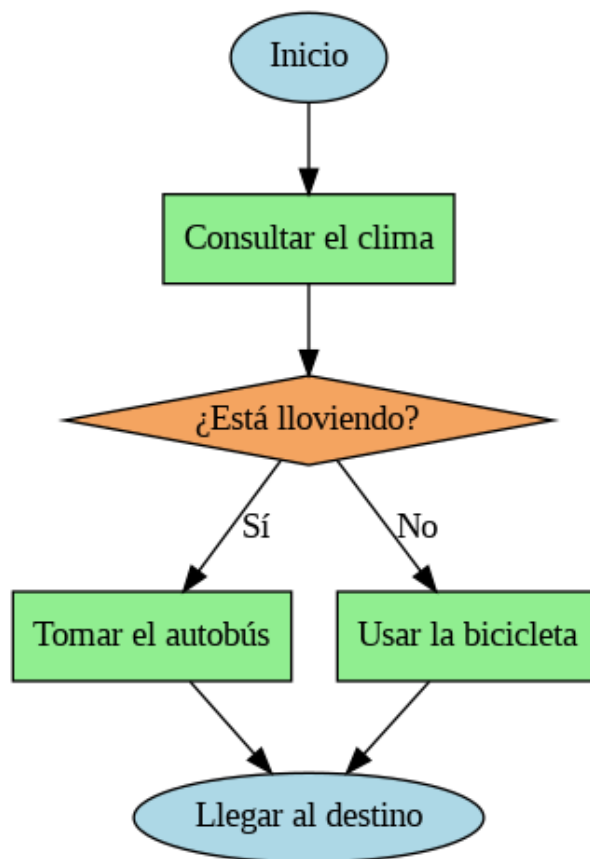 Inicio
Consultar el clima
¿Está lloviendo?
Sí
No
Tomar el autobús
Usar la bicicleta
Llegar al destino